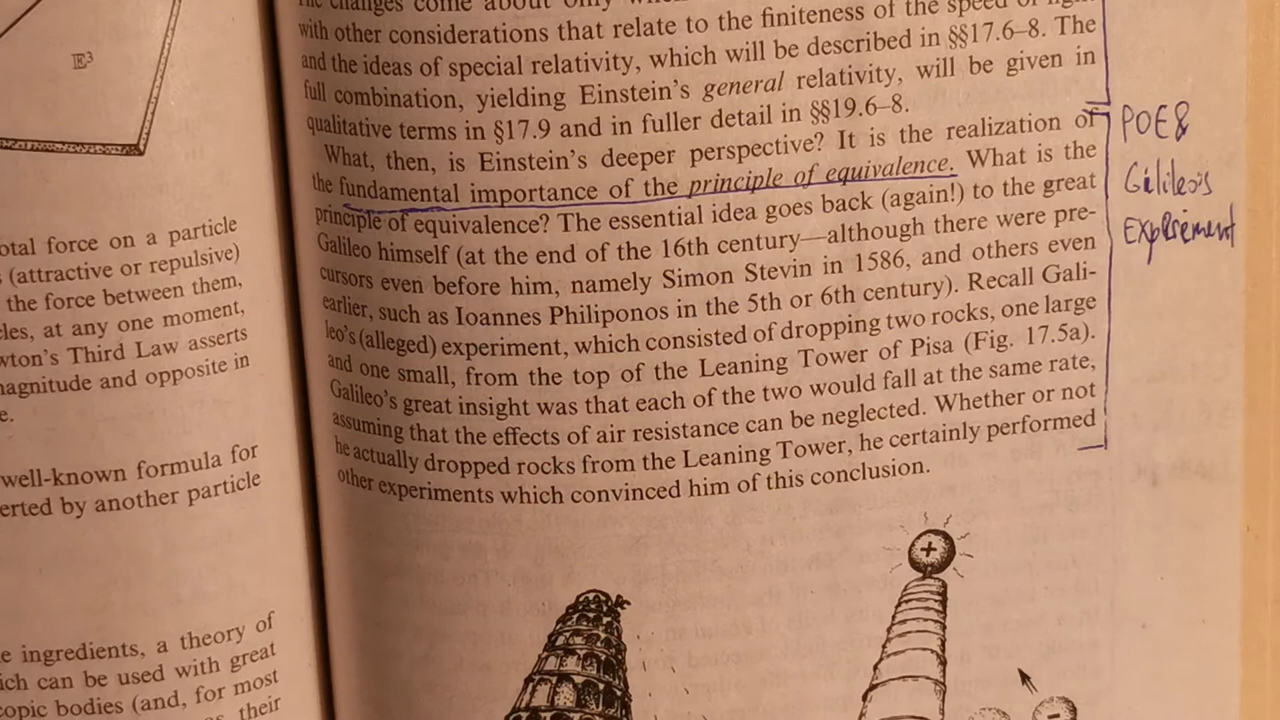 E³
otal force on a particle
(attractive or repulsive)
the force between them,
cles, at any one moment,
wton's Third Law asserts
nagnitude and opposite in
e.
well-known formula for
erted by another particle
e ingredients, a theory of
ich can be used with great
copic bodies (and, for most
their
changes come about only
with other considerations that relate to the finiteness of the speed of
and the ideas of special relativity, which will be described in §§17.6–8. The
full combination, yielding Einstein's general relativity, will be given in
qualitative terms in §17.9 and in fuller detail in §§19.6–8.
What, then, is Einstein's deeper perspective? It is the realization of
the fundamental importance of the principle of equivalence. What is the
principle of equivalence? The essential idea goes back (again!) to the great
Galileo himself (at the end of the 16th century—although there were pre-
cursors even before him, namely Simon Stevin in 1586, and others even
earlier, such as Ioannes Philiponos in the 5th or 6th century). Recall Gali-
leo's (alleged) experiment, which consisted of dropping two rocks, one large
and one small, from the top of the Leaning Tower of Pisa (Fig. 17.5a).
Galileo's great insight was that each of the two would fall at the same rate,
assuming that the effects of air resistance can be neglected. Whether or not
he actually dropped rocks from the Leaning Tower, he certainly performed
other experiments which convinced him of this conclusion.
POE &
Galileo's
Experiment
+
−